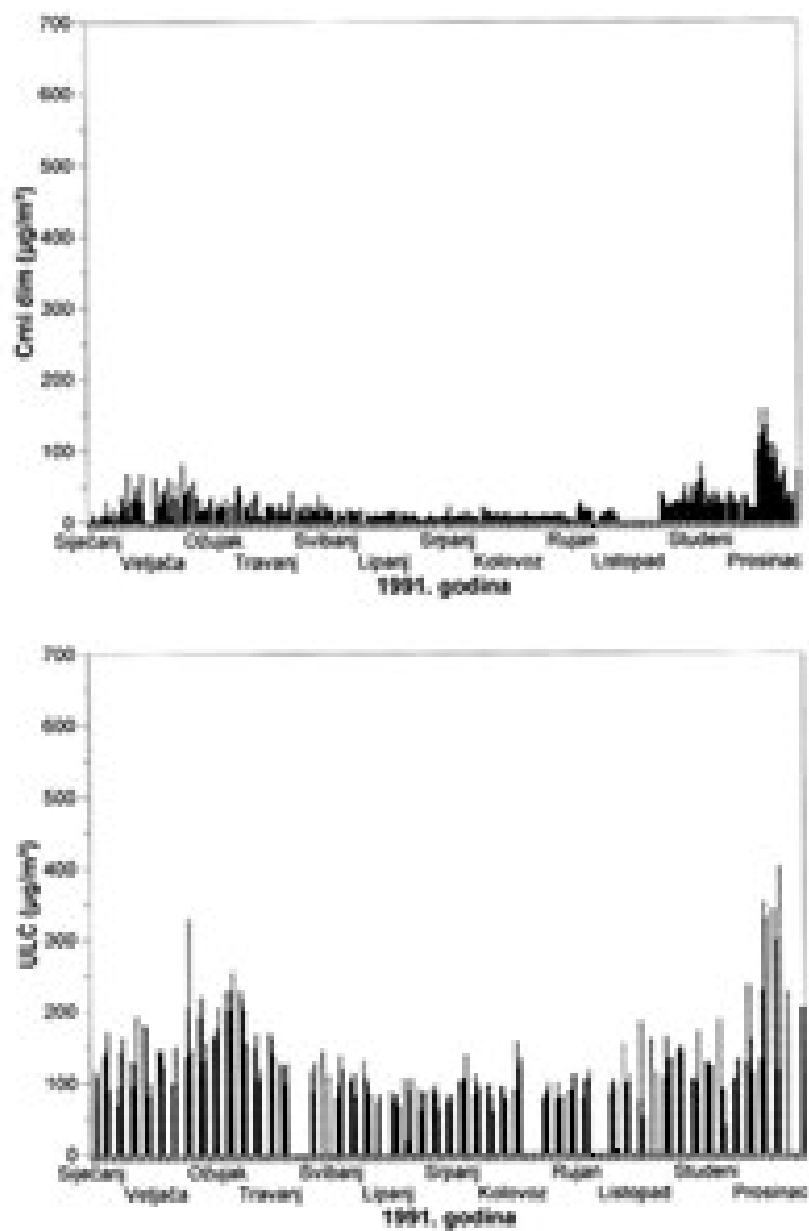 700
600
500
400
300
200
100
0
Crni dim (µg/m³)
Siječanj Ožujak Svibanj Srpanj Rujan Studeni
Veljača Travanj Lipanj Kolovoz Listopad Prosinac
1991. godina
700
600
500
400
300
200
100
0
ULČ (µg/m³)
Siječanj Ožujak Svibanj Srpanj Rujan Studeni
Veljača Travanj Lipanj Kolovoz Listopad Prosinac
1991. godina